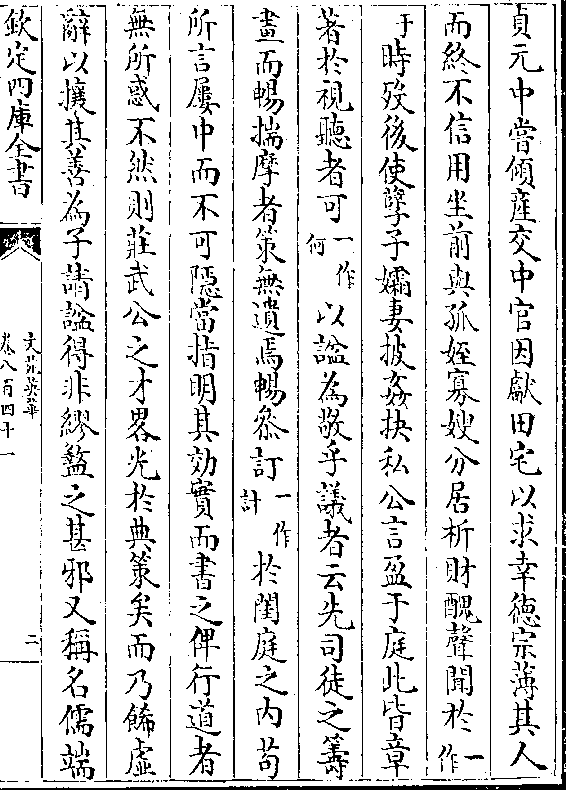 貞元中嘗傾産交中官因獻田宅以求幸德宗薄其人
而終不信用坐前與孤姪寡嫂分居析財醜聲聞於一作
于時歿後使孽子孀妻披姦抉私公言盈于庭此皆章
著於視聽者可一作何以諡為敬乎議者云先司徒之籌
畫而暢揣摩者策無遺焉暢叅訂一作計於閨庭之内苟
所言屢中而不可隱當指明其効實而書之俾行道者
無所惑不然則莊武公之才畧光於典策矣而乃餙虛
辭以攘其善為子請諡得非繆盭之甚邪又稱名儒端
欽定四庫全書
文苑英華
卷八百四十一
二